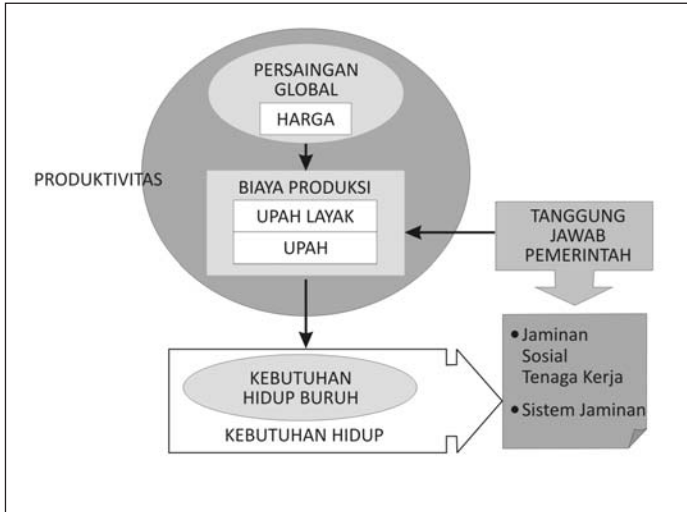 PERSAINGAN
GLOBAL
HARGA
PRODUKTIVITAS
BIAYA PRODUKSI
UPAH LAYAK
UPAH
TANGGUNG
JAWAB
PEMERINTAH
• Jaminan
Sosial
Tenaga Kerja
• Sistem Jaminan
KEBUTUHAN
HIDUP BURUH
KEBUTUHAN HIDUP